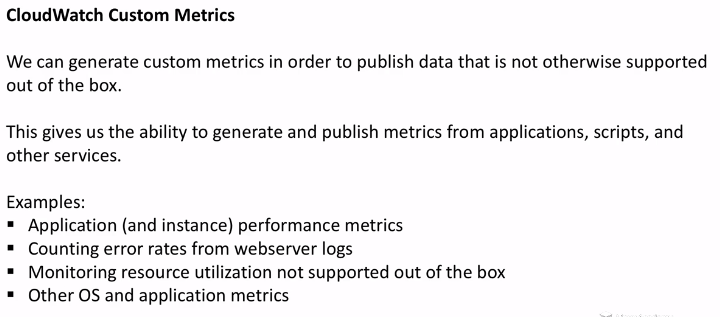 CloudWatch Custom Metrics
We can generate custom metrics in order to publish data that is not otherwise supported
out of the box.
This gives us the ability to generate and publish metrics from applications, scripts, and
other services.
Examples:
▪ Application (and instance) performance metrics
▪ Counting error rates from webserver logs
▪ Monitoring resource utilization not supported out of the box
▪ Other OS and application metrics